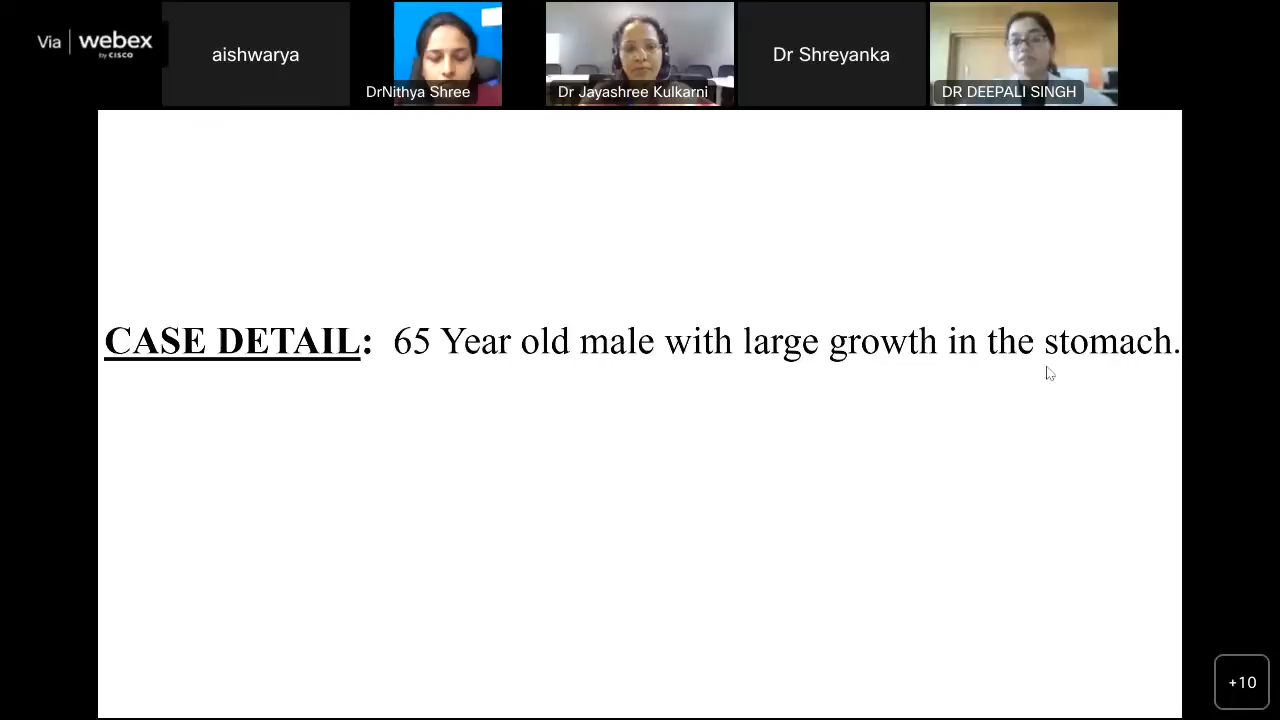 Via webex
by CISCO
aishwarya
DrNithya Shree
Dr Jayashree Kulkarni
Dr Shreyanka
DR DEEPALI SINGH
CASE DETAIL: 65 Year old male with large growth in the stomach.
+10